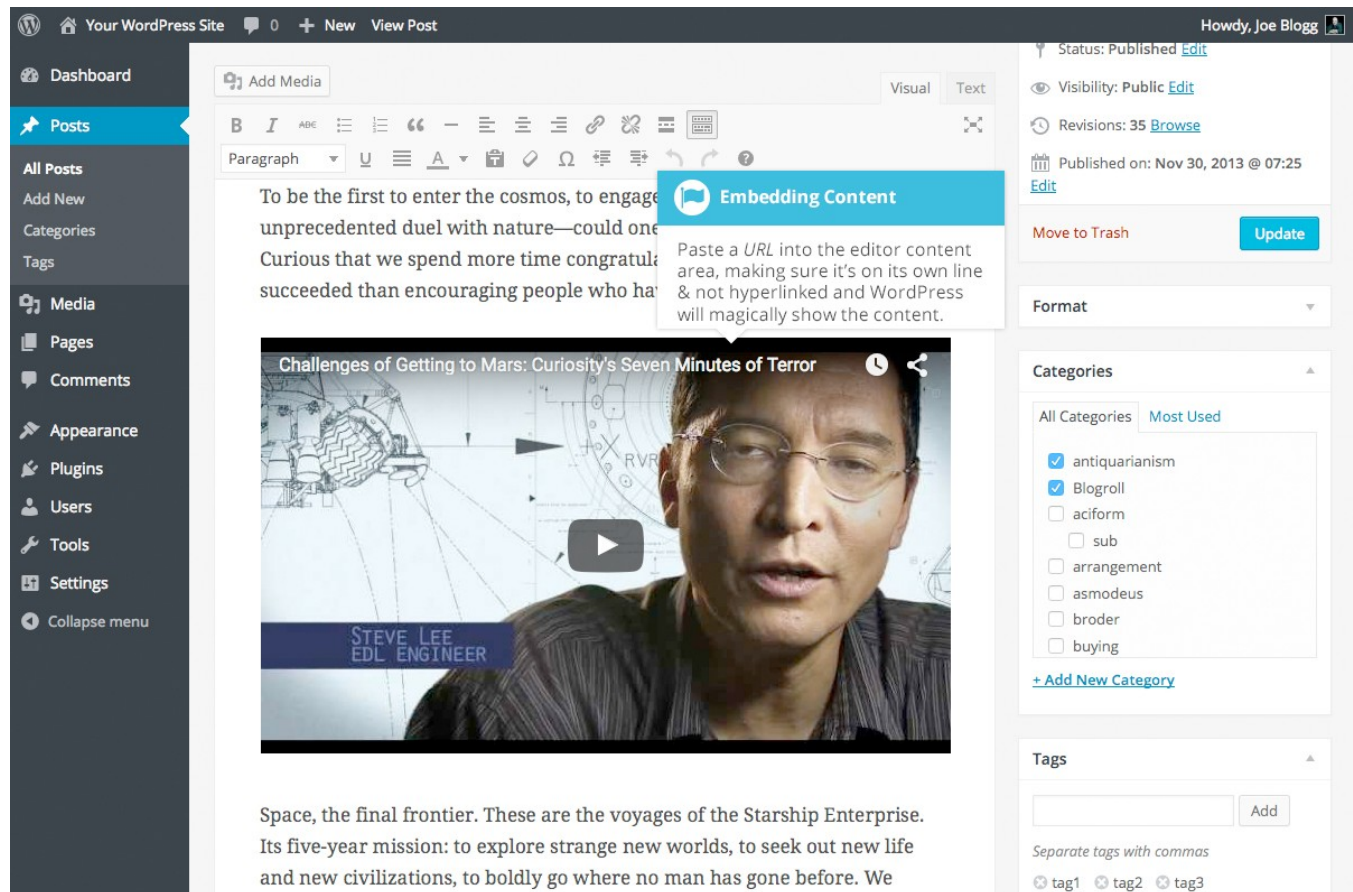 Your WordPress Site 0 New View Post Howdy, Joe Blogg
Dashboard
Posts
All Posts
Add New
Categories
Tags
Media
Pages
Comments
Appearance
Plugins
Users
Tools
Settings
Collapse menu
Add Media
Visual Text
B I ABC
Paragraph U A Ω
To be the first to enter the cosmos, to engage
unprecedented duel with nature—could one
Curious that we spend more time congratula
succeeded than encouraging people who ha
Embedding Content
Paste a URL into the editor content
area, making sure it's on its own line
& not hyperlinked and WordPress
will magically show the content.
Challenges of Getting to Mars: Curiosity's Seven Minutes of Terror
RVR
STEVE LEE
EDL ENGINEER
Space, the final frontier. These are the voyages of the Starship Enterprise.
Its five-year mission: to explore strange new worlds, to seek out new life
and new civilizations, to boldly go where no man has gone before. We
Status: Published Edit
Visibility: Public Edit
Revisions: 35 Browse
Published on: Nov 30, 2013 @ 07:25
Edit
Move to Trash Update
Format
Categories
All Categories Most Used
antiquarianism
Blogroll
aciform
sub
arrangement
asmodeus
broder
buying
+ Add New Category
Tags
Add
Separate tags with commas
tag1 tag2 tag3